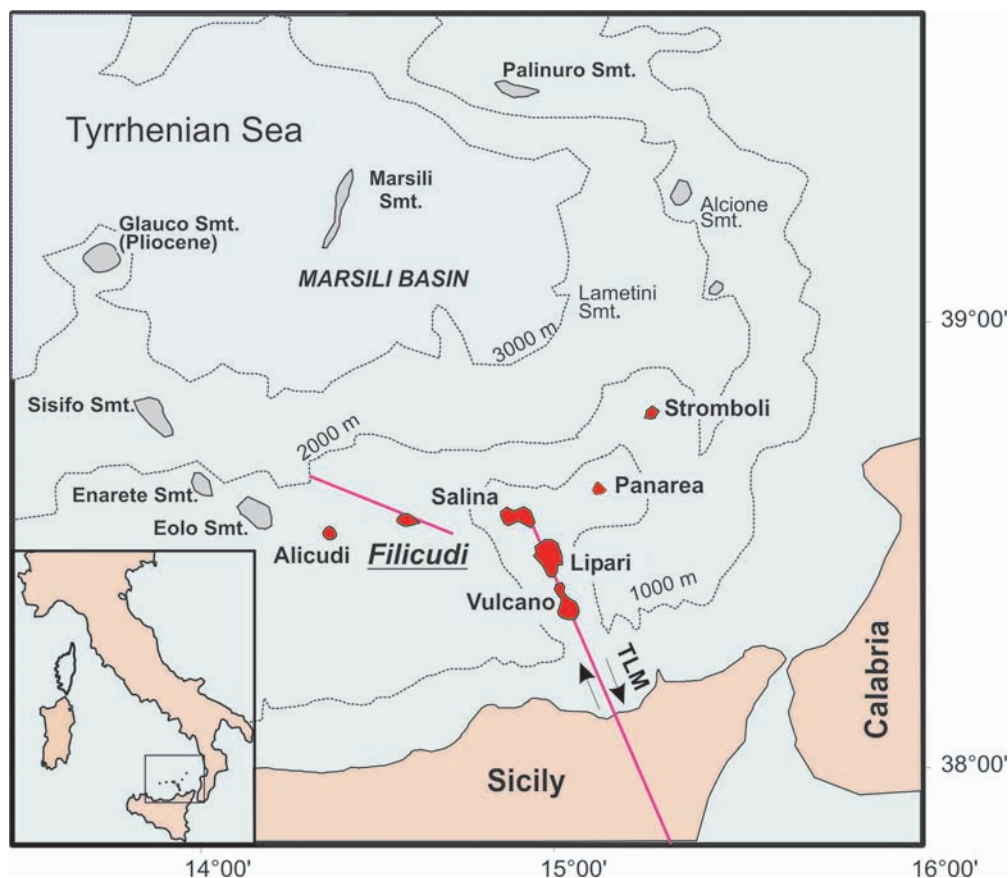 Palinuro Smt.
Tyrrhenian Sea
Marsili
Smt.
Alcione
Smt.
Glauco Smt.
(Pliocene)
MARSILI BASIN
Lametini
Smt.
39°00'
3000 m
Sisifo Smt.
Stromboli
2000 m
Enarete Smt.
Salina
Panarea
Eolo Smt.
Alicudi
Filicudi
Lipari
1000 m
Vulcano
TLM
Calabria
38°00'
Sicily
14°00'
15°00'
16°00'